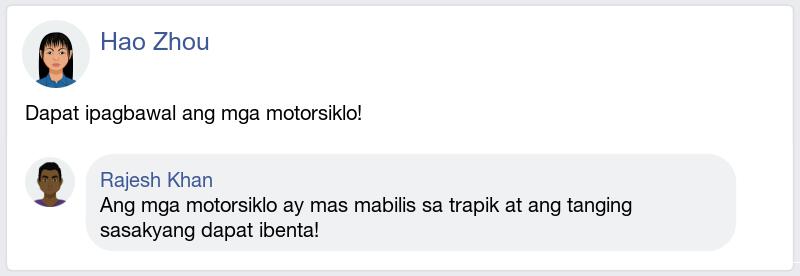 Hao Zhou
Dapat ipagbawal ang mga motorsiklo!
Rajesh Khan
Ang mga motorsiklo ay mas mabilis sa trapik at ang tanging
sasakyang dapat ibenta!